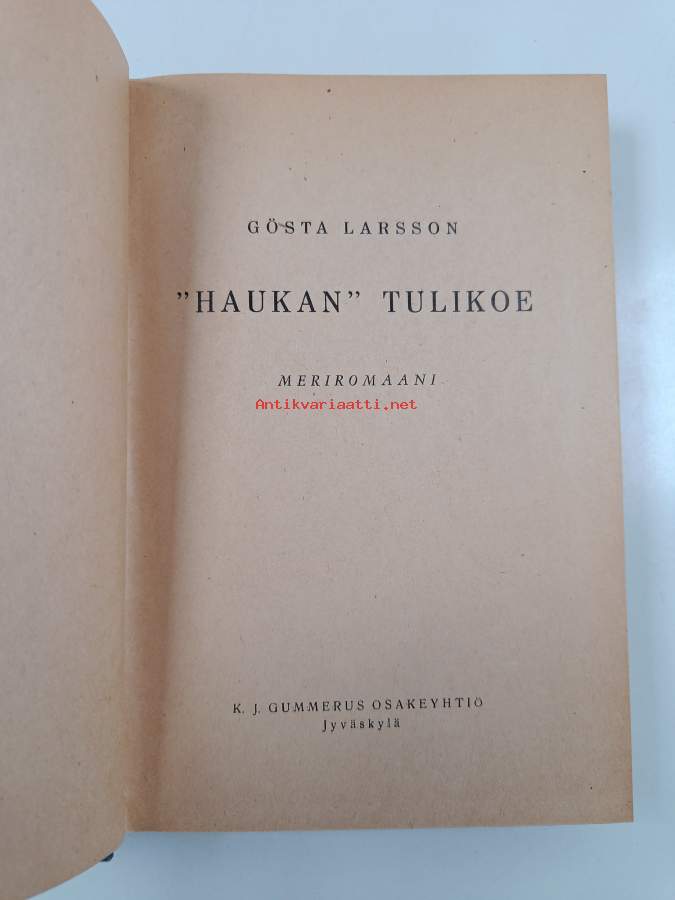 GÖSTA LARSSON
”HAUKAN” TULIKOE
MERIROMAANI
Antikvariaatti.net
K. J. GUMMERUS OSAKEYHTIÖ
Jyväskylä